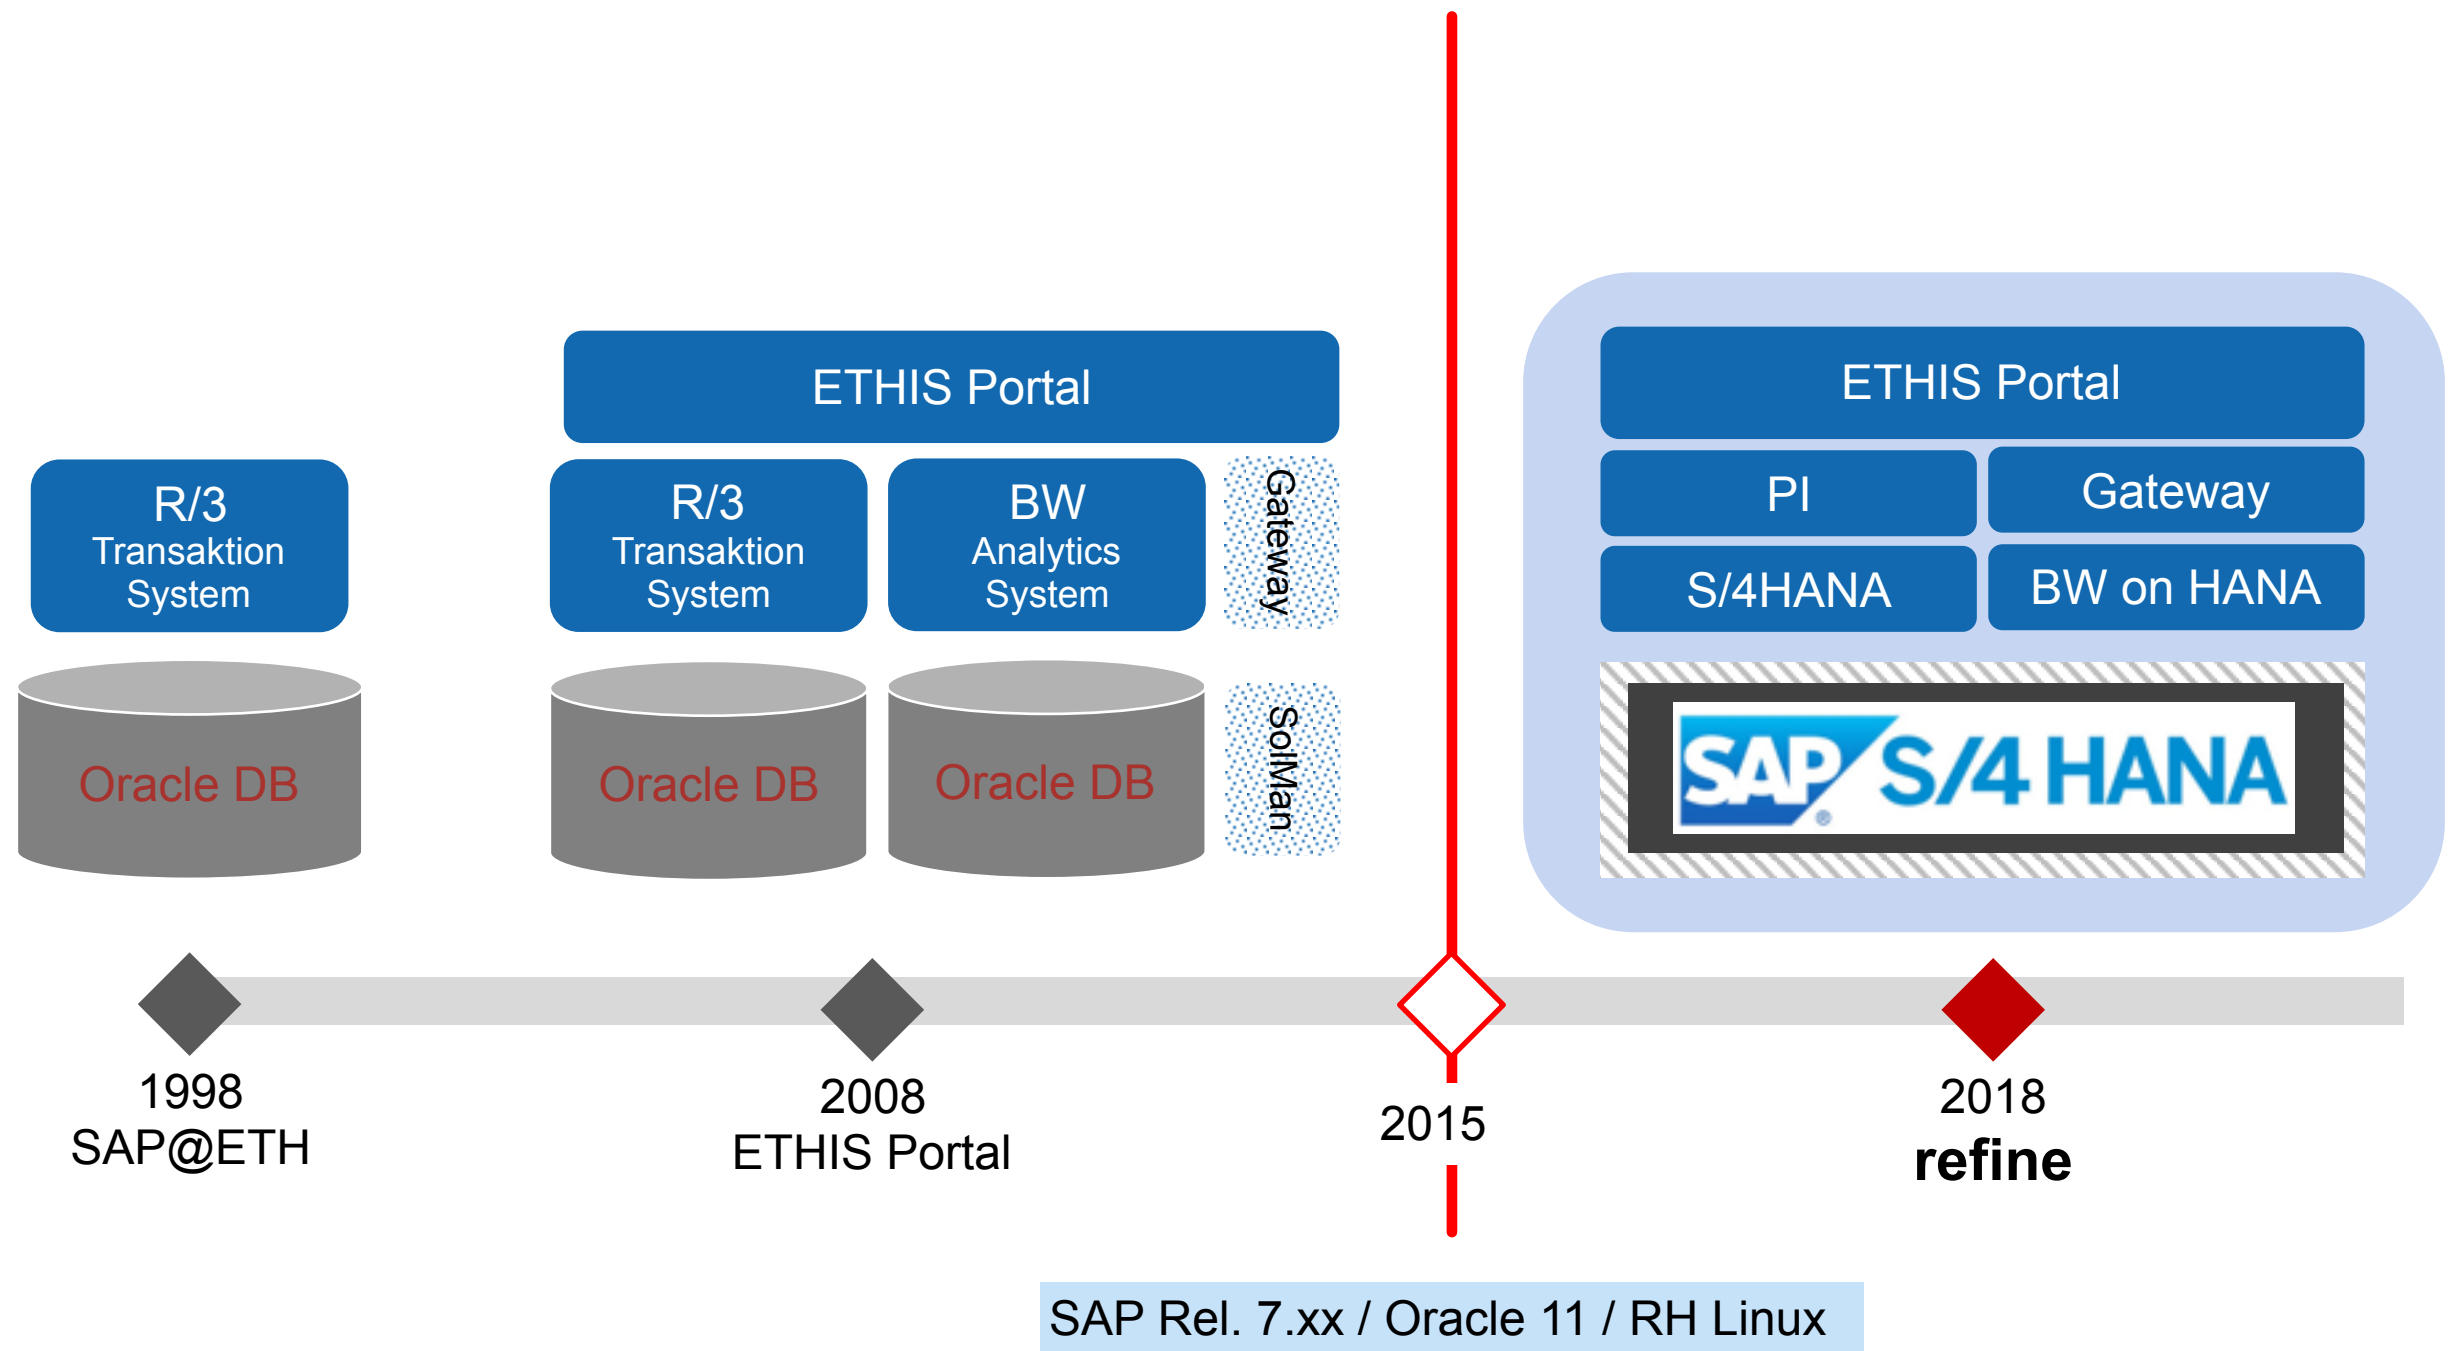 R/3
Transaktion
System
Oracle DB
ETHIS Portal
R/3
Transaktion
System
BW
Analytics
System
Gateway
Oracle DB
Oracle DB
SolMan
ETHIS Portal
PI
Gateway
S/4HANA
BW on HANA
SAP® S/4 HANA
1998
SAP@ETH
2008
ETHIS Portal
2015
2018
refine
SAP Rel. 7.xx / Oracle 11 / RH Linux